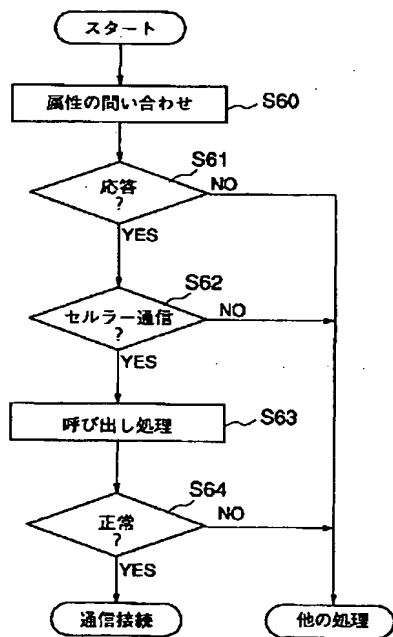 スタート
属性の問い合わせ
S60
S61
応答
?
NO
YES
S62
セルラー通信
?
NO
YES
呼び出し処理
S63
S64
正常
?
NO
YES
通信接続
他の処理